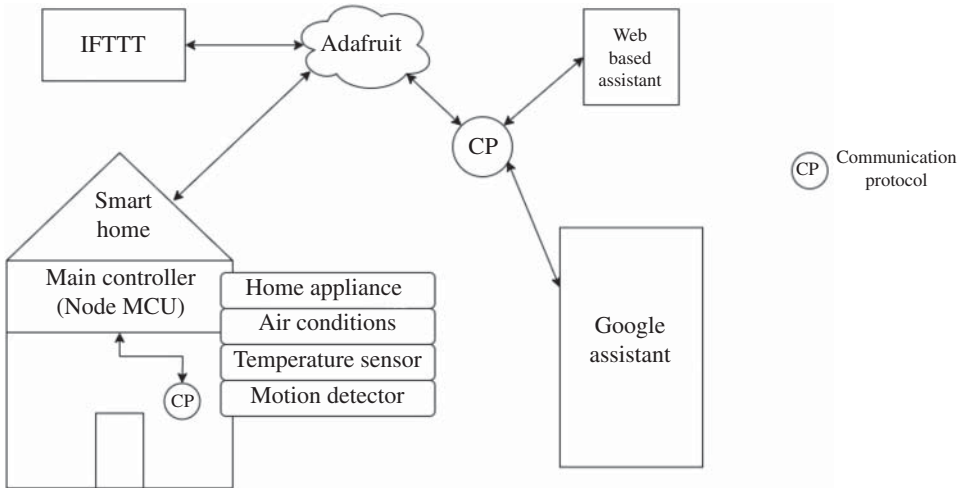 IFTTT
Adafruit
Web
based
assistant
CP
CP
Communication
protocol
Smart
home
Main controller
(Node MCU)
Home appliance
Air conditions
Temperature sensor
Motion detector
CP
Google
assistant